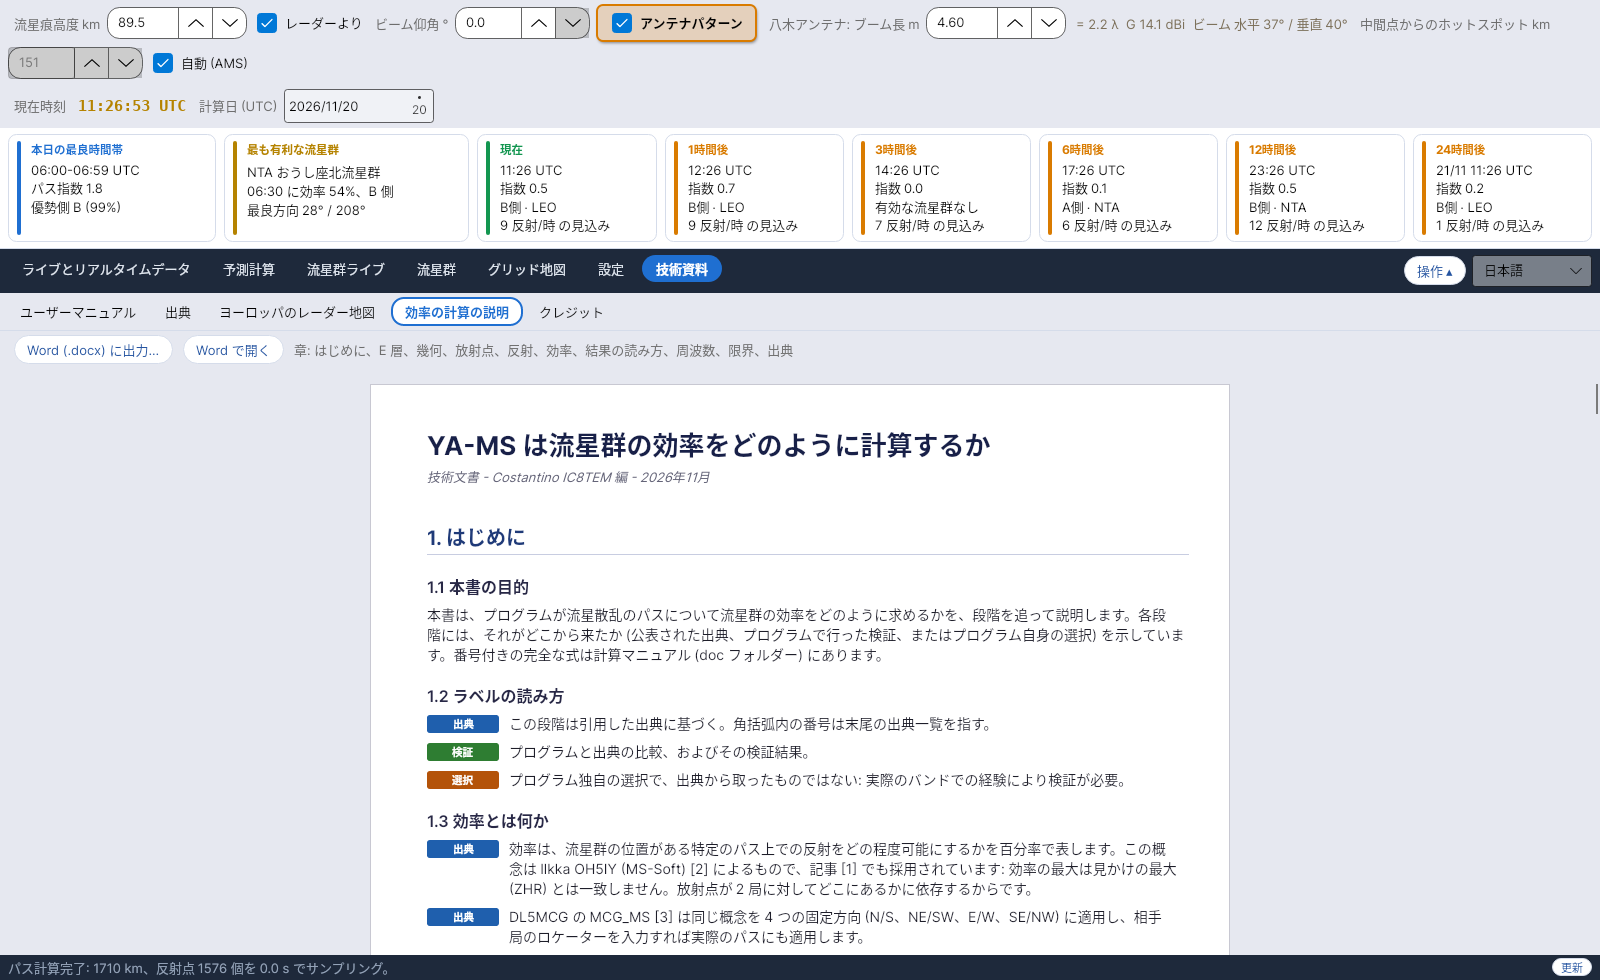 流星痕高度 km 89.5 レーダーより ビーム仰角 ° 0.0 アンテナパターン 八木アンテナ: ブーム長 m 4.60 = 2.2 λ G 14.1 dBi ビーム 水平 37° / 垂直 40° 中間点からのホットスポット km
151 自動 (AMS)
現在時刻 11:26:53 UTC 計算日 (UTC) 2026/11/20 20
本日の最良時間帯
06:00-06:59 UTC
パス指数 1.8
優勢側 B (99%)
最も有利な流星群
NTA おうし座北流星群
06:30 に効率 54%、B 側
最良方向 28° / 208°
現在
11:26 UTC
指数 0.5
B側 · LEO
9 反射/時 の見込み
1時間後
12:26 UTC
指数 0.7
B側 · LEO
9 反射/時 の見込み
3時間後
14:26 UTC
指数 0.0
有効な流星群なし
7 反射/時 の見込み
6時間後
17:26 UTC
指数 0.1
A側 · NTA
6 反射/時 の見込み
12時間後
23:26 UTC
指数 0.5
B側 · NTA
12 反射/時 の見込み
24時間後
21/11 11:26 UTC
指数 0.2
B側 · LEO
1 反射/時 の見込み
ライブとリアルタイムデータ 予測計算 流星群ライブ 流星群 グリッド地図 設定 技術資料 操作 ▴ 日本語
ユーザーマニュアル 出典 ヨーロッパのレーダー地図 効率の計算の説明 クレジット
Word (.docx) に出力... Word で開く 章: はじめに、E 層、幾何、放射点、反射、効率、結果の読み方、周波数、限界、出典
YA-MS は流星群の効率をどのように計算するか
技術文書 - Costantino IC8TEM 編 - 2026年11月
1. はじめに
1.1 本書の目的
本書は、プログラムが流星散乱のパスについて流星群の効率をどのように求めるかを、段階を追って説明します。各段
階には、それがどこから来たか (公表された出典、プログラムで行った検証、またはプログラム自身の選択) を示していま
す。番号付きの完全な式は計算マニュアル (doc フォルダー) にあります。
1.2 ラベルの読み方
出典 この段階は引用した出典に基づく。角括弧内の番号は末尾の出典一覧を指す。
検証 プログラムと出典の比較、およびその検証結果。
選択 プログラム独自の選択で、出典から取ったものではない: 実際のバンドでの経験により検証が必要。
1.3 効率とは何か
出典 効率は、流星群の位置がある特定のパス上での反射をどの程度可能にするかを百分率で表します。この概
念は Ilkka OH5IY (MS-Soft) [2] によるもので、記事 [1] でも採用されています: 効率の最大は見かけの最大
(ZHR) とは一致しません。放射点が 2 局に対してどこにあるかに依存するからです。
出典 DL5MCG の MCG_MS [3] は同じ概念を 4 つの固定方向 (N/S、NE/SW、E/W、SE/NW) に適用し、相手
局のロケーターを入力すれば実際のパスにも適用します。
パス計算完了: 1710 km、反射点 1576 個を 0.0 s でサンプリング。 更新